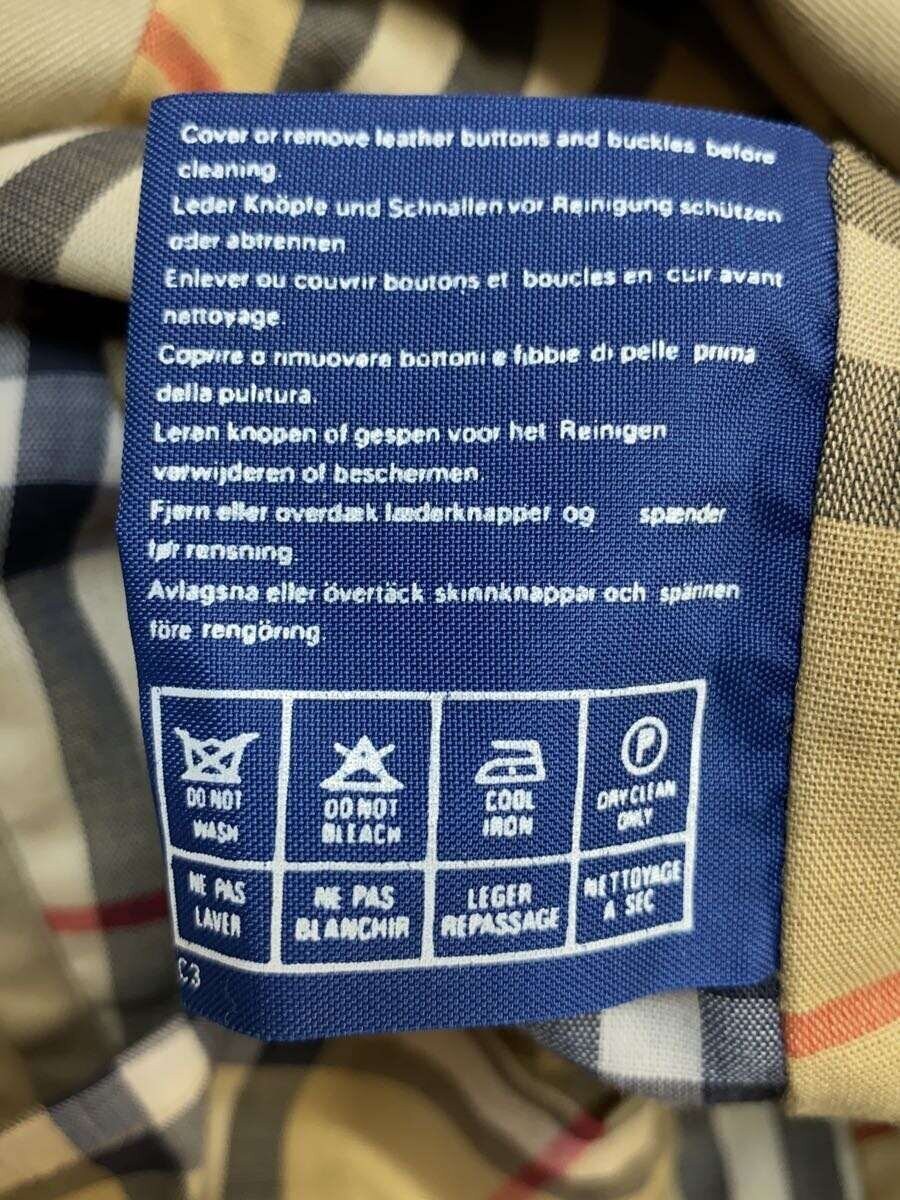 Cover or remove leather buttons and buckles before
cleaning.
Leder Knöpfe und Schnallen vor Reinigung schützen
oder abtrennen
Enlever ou couvrir boutons et boucles en cuir avant
nettoyage.
Coprire o rimuovere bottoni e fibbie di pelle prima
della pulitura.
Leran knopen of gespen voor het Reinigen
verwijderen of beschermen
Fjern eller overdæk læderknapper og spænder
før rensning.
Avlagsna eller övertäck skinnknappar och spännen
före rengöring.
P
DO NOT
WASH
DO NOT
BLEACH
COOL
IRON
DRY CLEAN
ONLY
NE PAS
LAVER
NE PAS
BLANCHIR
LEGER
REPASSAGE
NETTOYAGE
A SEC
C3